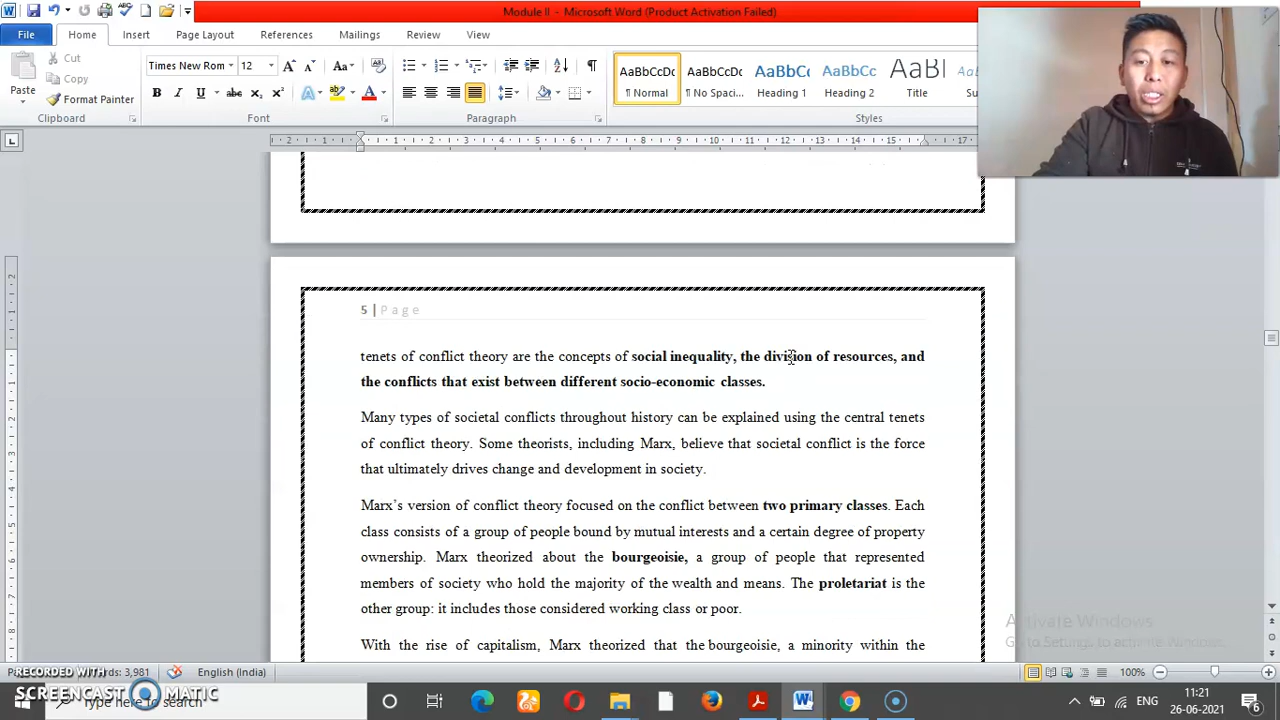 Module II - Microsoft Word (Product Activation Failed)
File Home Insert Page Layout References Mailings Review View
Paste
Cut
Copy
Format Painter
Clipboard
Times New Rom 12
Font
Paragraph
AaBbCcDc AaBbCcDc AaBbCc AaBbCc AaBl
¶ Normal ¶ No Spaci... Heading 1 Heading 2 Title
Styles
5 | Page
tenets of conflict theory are the concepts of social inequality, the division of resources, and
the conflicts that exist between different socio-economic classes.
Many types of societal conflicts throughout history can be explained using the central tenets
of conflict theory. Some theorists, including Marx, believe that societal conflict is the force
that ultimately drives change and development in society.
Marx’s version of conflict theory focused on the conflict between two primary classes. Each
class consists of a group of people bound by mutual interests and a certain degree of property
ownership. Marx theorized about the bourgeoisie, a group of people that represented
members of society who hold the majority of the wealth and means. The proletariat is the
other group: it includes those considered working class or poor.
With the rise of capitalism, Marx theorized that the bourgeoisie, a minority within the
Activate Windows
Go to Settings to activate Windows.
3,981 English (India) 100%
RECORDED WITH
SCREENCAST MATIC
Type here to search
ENG
11:21
26-06-2021
6